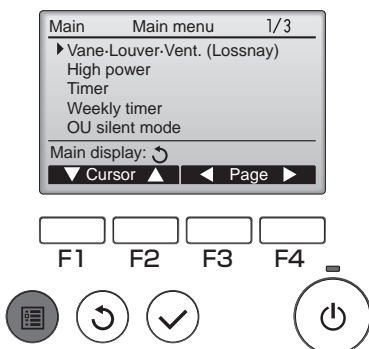 Main Main menu 1/3
Vane·Louver·Vent. (Lossnay)
High power
Timer
Weekly timer
OU silent mode
Main display:
Cursor Page
F1 F2 F3 F4